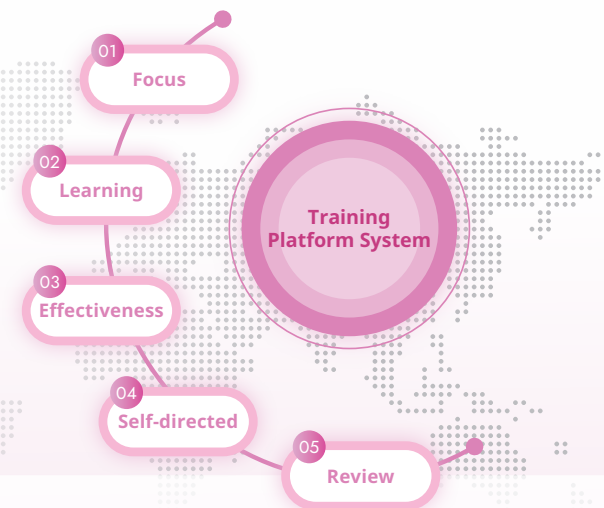 01
Focus
02
Learning
03
Effectiveness
04
Self-directed
05
Review
Training
Platform System